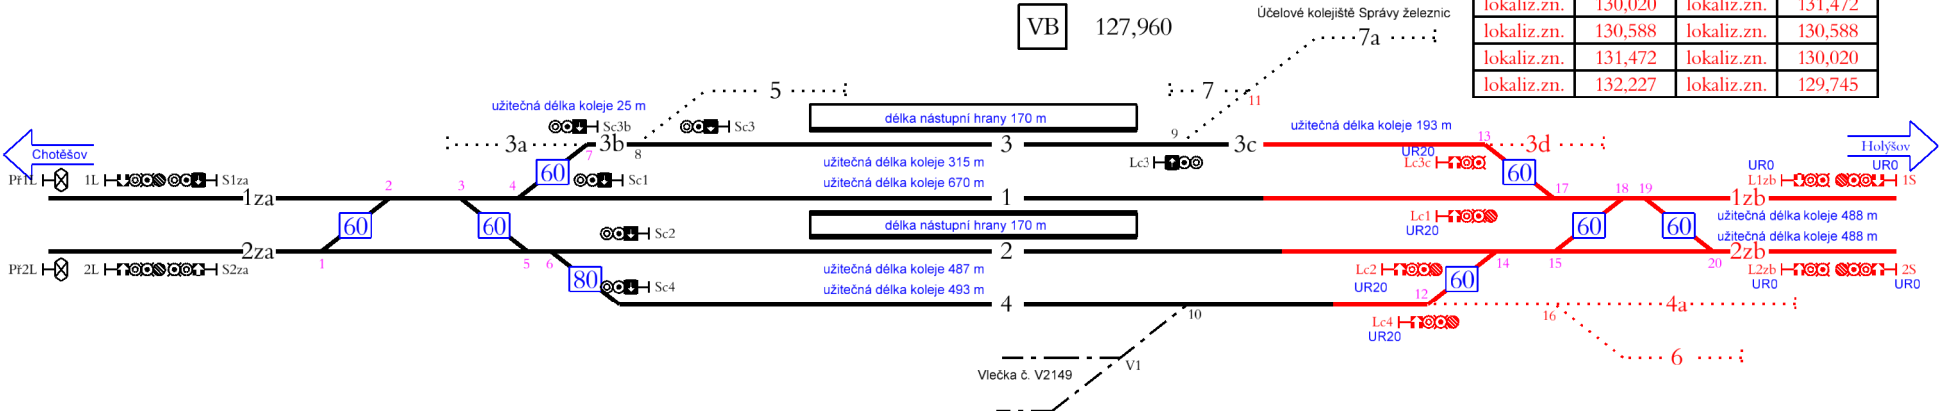 VB 127,960
Účelové kolejiště Správy železnic
lokaliz.zn. 130,020 lokaliz.zn. 131,472
lokaliz.zn. 130,588 lokaliz.zn. 130,588
lokaliz.zn. 131,472 lokaliz.zn. 130,020
lokaliz.zn. 132,227 lokaliz.zn. 129,745
7a
5 7 11
užitečná délka koleje 25 m
Sc3b Sc3
délka nástupní hrany 170 m
9 užitečná délka koleje 193 m
13
3a 3b 3 3c 3d
7 8
UR20
Chotěšov
Holýšov
užitečná délka koleje 315 m
Lc3 Lc3c
60 60
UR0 UR0
Př1L 1L S1za Sc1
užitečná délka koleje 670 m
L1zb 1S
2 3 4 17 18 19
1za 1 1zb
60 60
délka nástupní hrany 170 m
Lc1
UR20
60 60
užitečná délka koleje 488 m
Sc2
užitečná délka koleje 488 m
2za 2 2zb
1 5 6 14 15 20
Př2L 2L S2za
80
užitečná délka koleje 487 m
Lc2
60
L2zb 2S
UR20
UR0 UR0
Sc4
užitečná délka koleje 493 m
12
4 4a
10 16
Lc4
UR20
6
V1
Vlečka č. V2149